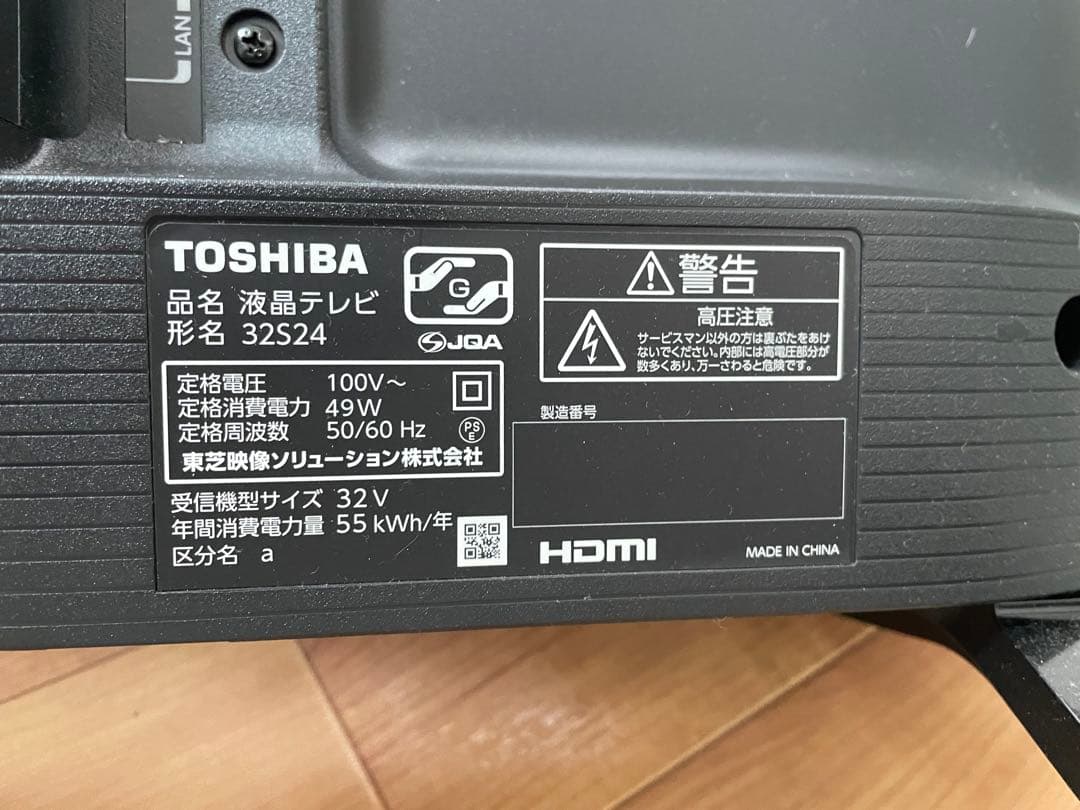 LAN
TOSHIBA
品名 液晶テレビ
形名 32S24
G
JQA
定格電圧 100V～
定格消費電力 49W
定格周波数 50/60 Hz
PS
E
東芝映像ソリューション株式会社
受信機型サイズ 32V
年間消費電力量 55 kWh/年
区分名 a
警告
高圧注意
サービスマン以外の方は裏ぶたをあけ
ないでください。内部には高電圧部分が
数多くあり、万一さわると危険です。
製造番号
HDMI
MADE IN CHINA